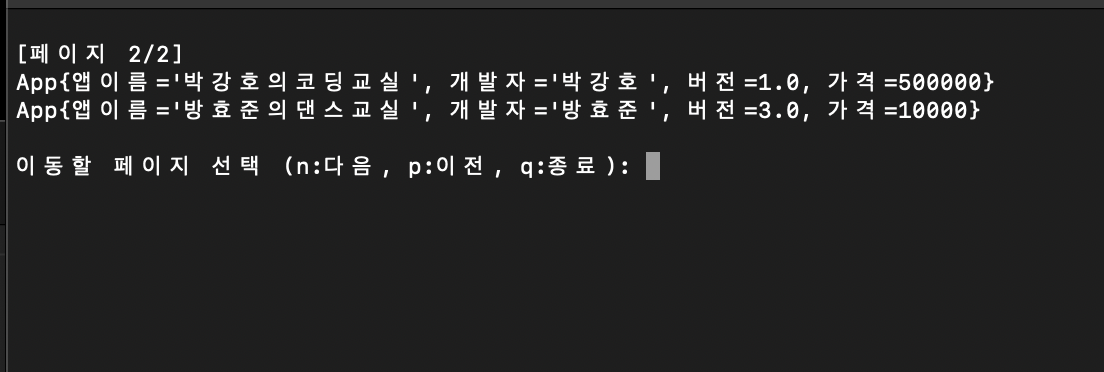 [페이지 2/2]
App{앱이름='박강호의코딩교실', 개발자='박강호', 버전=1.0, 가격=500000}
App{앱이름='방효준의댄스교실', 개발자='방효준', 버전=3.0, 가격=10000}
이동할 페이지 선택 (n:다음, p:이전, q:종료):